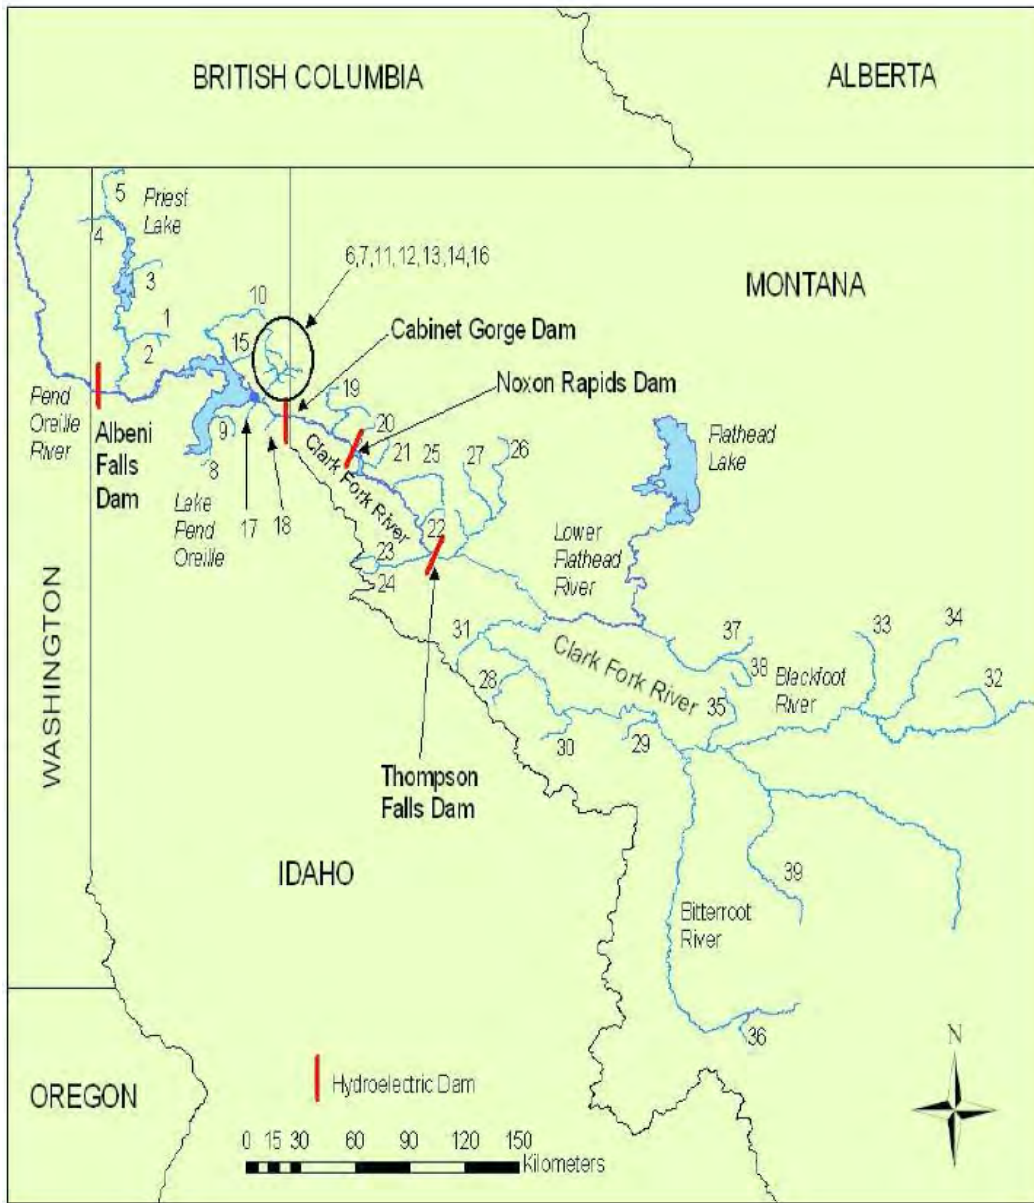 BRITISH COLUMBIA
ALBERTA
5
Priest
Lake
4
6,7,11,12,13,14,16
3
MONTANA
10
1
Cabinet Gorge Dam
2
15
Noxon Rapids Dam
19
Pend
Oreille
River
Albeni
Falls
Dam
9
20
8
21
25
27
26
Flathead
Lake
Clark Fork River
Lake
Pend
Oreille
17
18
22
23
24
Lower
Flathead
River
WASHINGTON
31
Clark Fork River
37
38
33
34
28
35
Blackfoot
River
32
30
29
Thompson
Falls Dam
IDAHO
39
Bitterroot
River
36
N
OREGON
Hydroelectric Dam
0 15 30 60 90 120 150
Kilometers